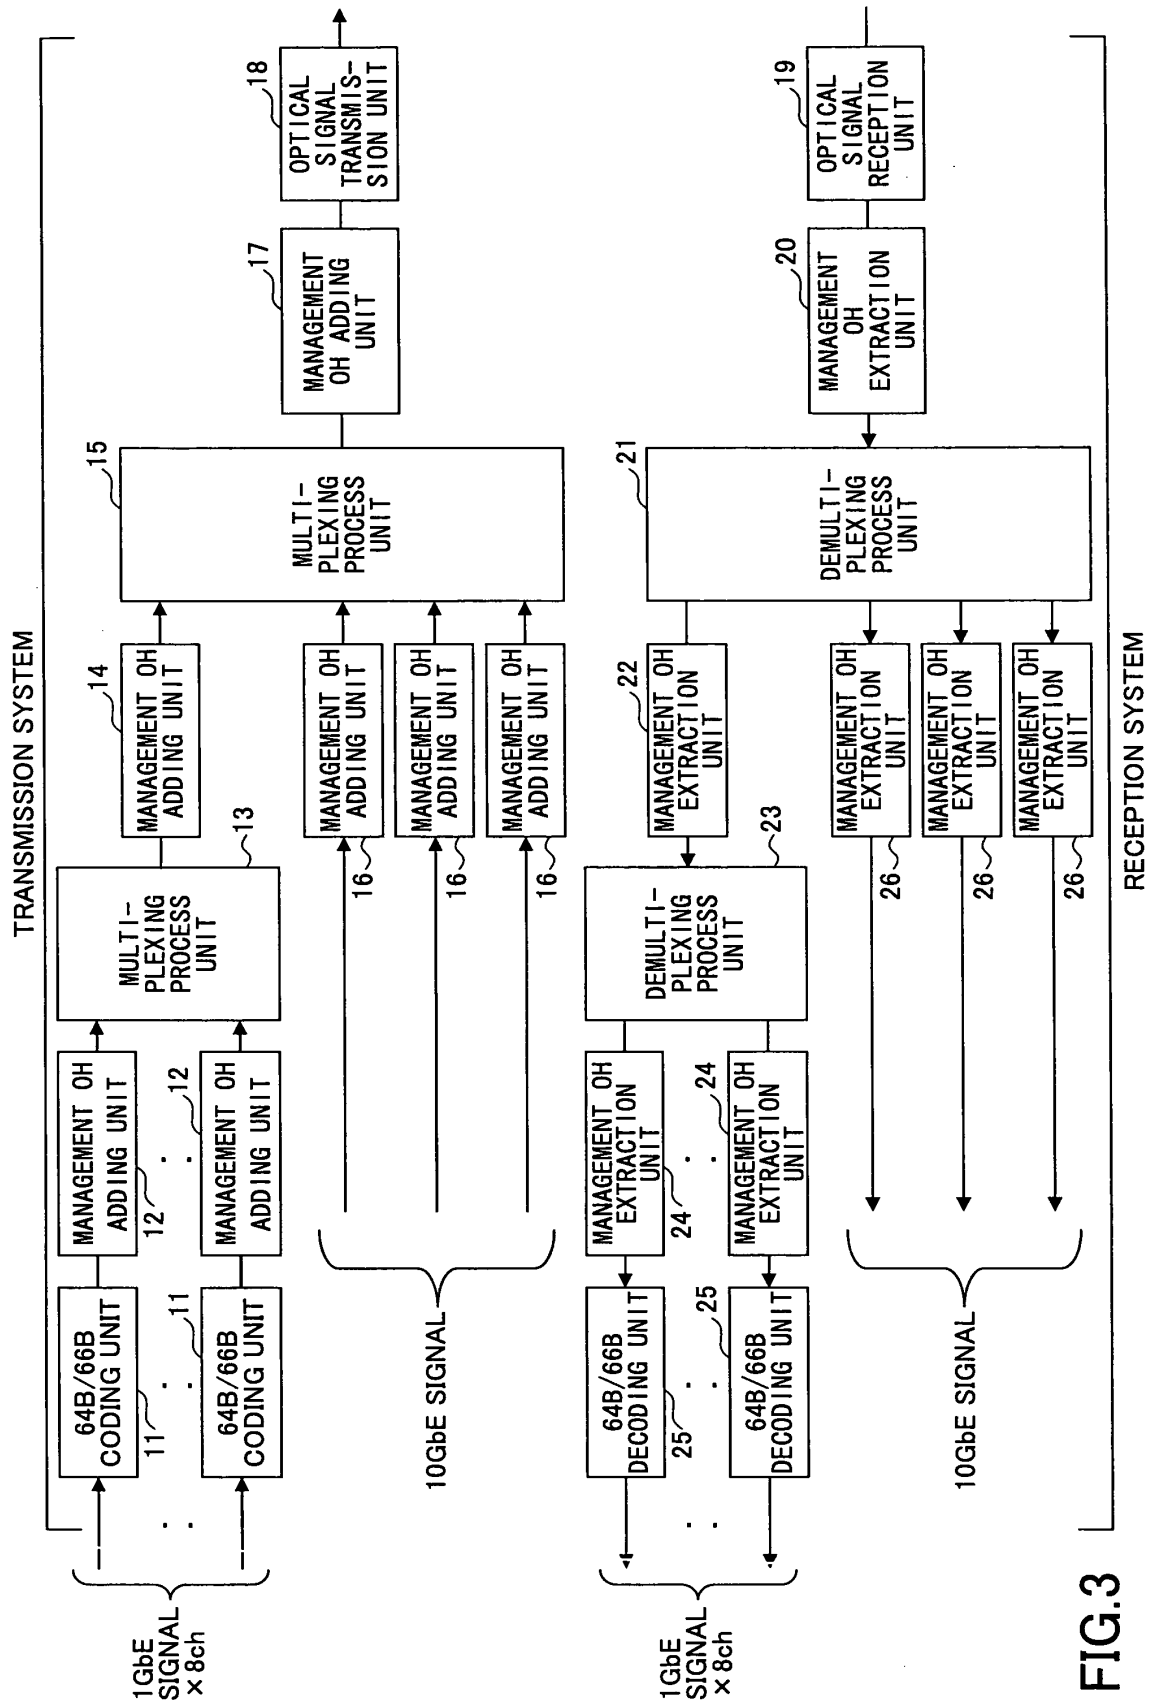 TRANSMISSION SYSTEM
1GbE
SIGNAL
×8ch
64B/66B
CODING UNIT
11
64B/66B
CODING UNIT
11
MANAGEMENT OH
ADDING UNIT
12
MANAGEMENT OH
ADDING UNIT
12
MULTI-
PLEXING
PROCESS
UNIT
13
MANAGEMENT OH
ADDING UNIT
14
10GbE SIGNAL
MANAGEMENT OH
ADDING UNIT
16
MANAGEMENT OH
ADDING UNIT
16
MANAGEMENT OH
ADDING UNIT
16
MULTI-
PLEXING
PROCESS
UNIT
15
MANAGEMENT
OH ADDING
UNIT
17
OPTICAL
SIGNAL
TRANSMIS-
SION UNIT
18
1GbE
SIGNAL
×8ch
64B/66B
DECODING UNIT
25
64B/66B
DECODING UNIT
25
MANAGEMENT OH
EXTRACTION
UNIT
24
MANAGEMENT OH
EXTRACTION
UNIT
24
DEMULTI-
PLEXING
PROCESS
UNIT
23
MANAGEMENT OH
EXTRACTION
UNIT
22
10GbE SIGNAL
MANAGEMENT OH
EXTRACTION
UNIT
26
MANAGEMENT OH
EXTRACTION
UNIT
26
MANAGEMENT OH
EXTRACTION
UNIT
26
DEMULTI-
PLEXING
PROCESS
UNIT
21
MANAGEMENT
OH
EXTRACTION
UNIT
20
OPTICAL
SIGNAL
RECEPTION
UNIT
19
RECEPTION SYSTEM
FIG.3